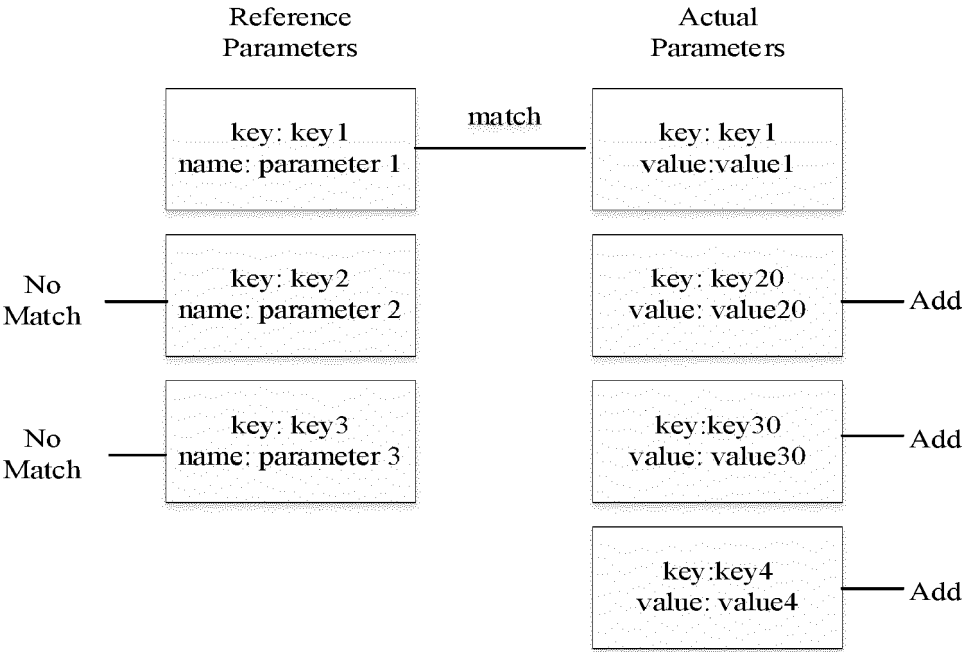 Reference
Parameters
Actual
Parameters
key: key1
name: parameter 1
match
key: key1
value:value1
No
Match
key: key2
name: parameter 2
key: key20
value: value20
Add
No
Match
key: key3
name: parameter 3
key:key30
value: value30
Add
key:key4
value: value4
Add